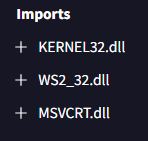 Imports
+ KERNEL32.dll
+ WS2_32.dll
+ MSVCRT.dll